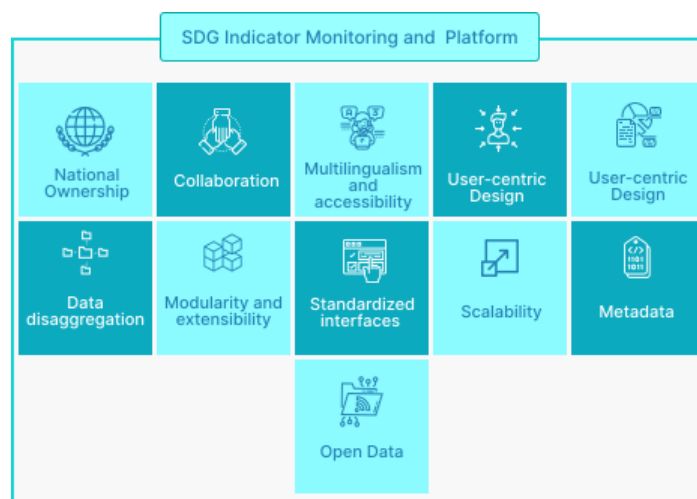 SDG Indicator Monitoring and Platform
National
Ownership
Collaboration
Multilingualism
and
accessibility
User-centric
Design
User-centric
Design
Data
disaggregation
Modularity and
extensibility
Standardized
interfaces
Scalability
Metadata
Open Data